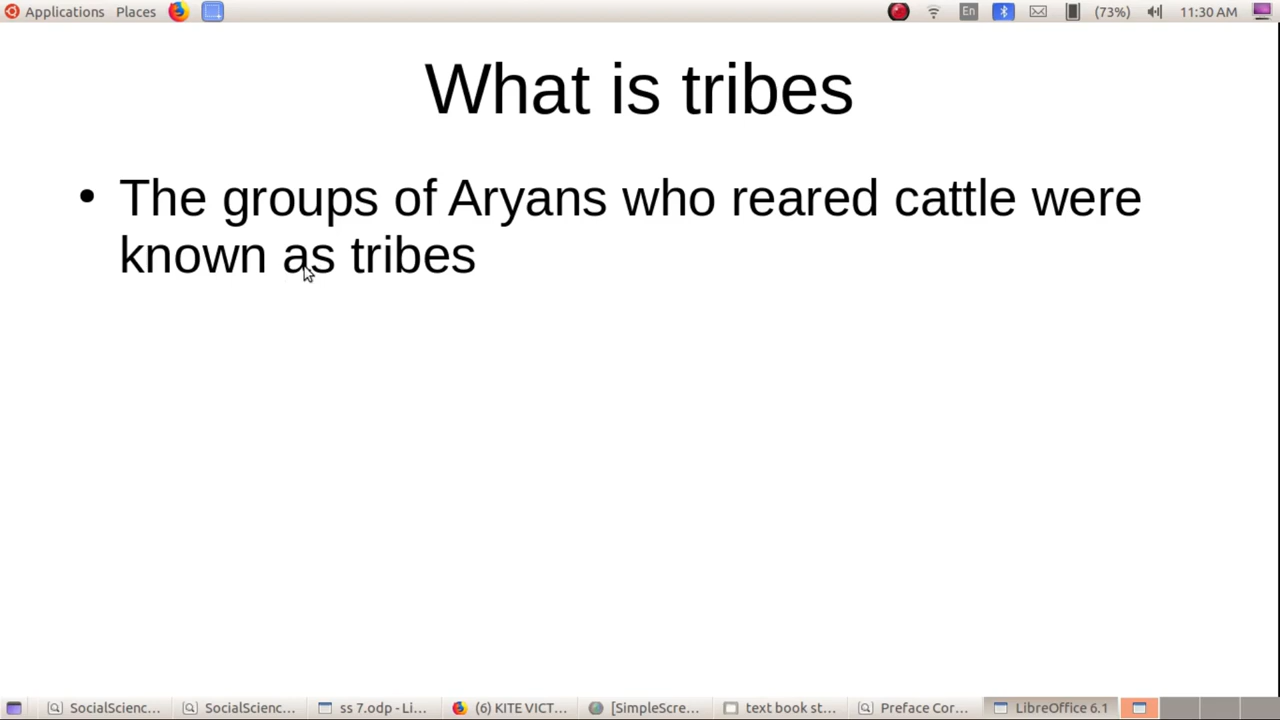 Applications Places En (73%) 11:30 AM
What is tribes
• The groups of Aryans who reared cattle were
known as tribes
SocialScienc... SocialScienc... ss 7.odp - Li... (6) KITE VICT... [SimpleScre... text book st... Preface Cor... LibreOffice 6.1